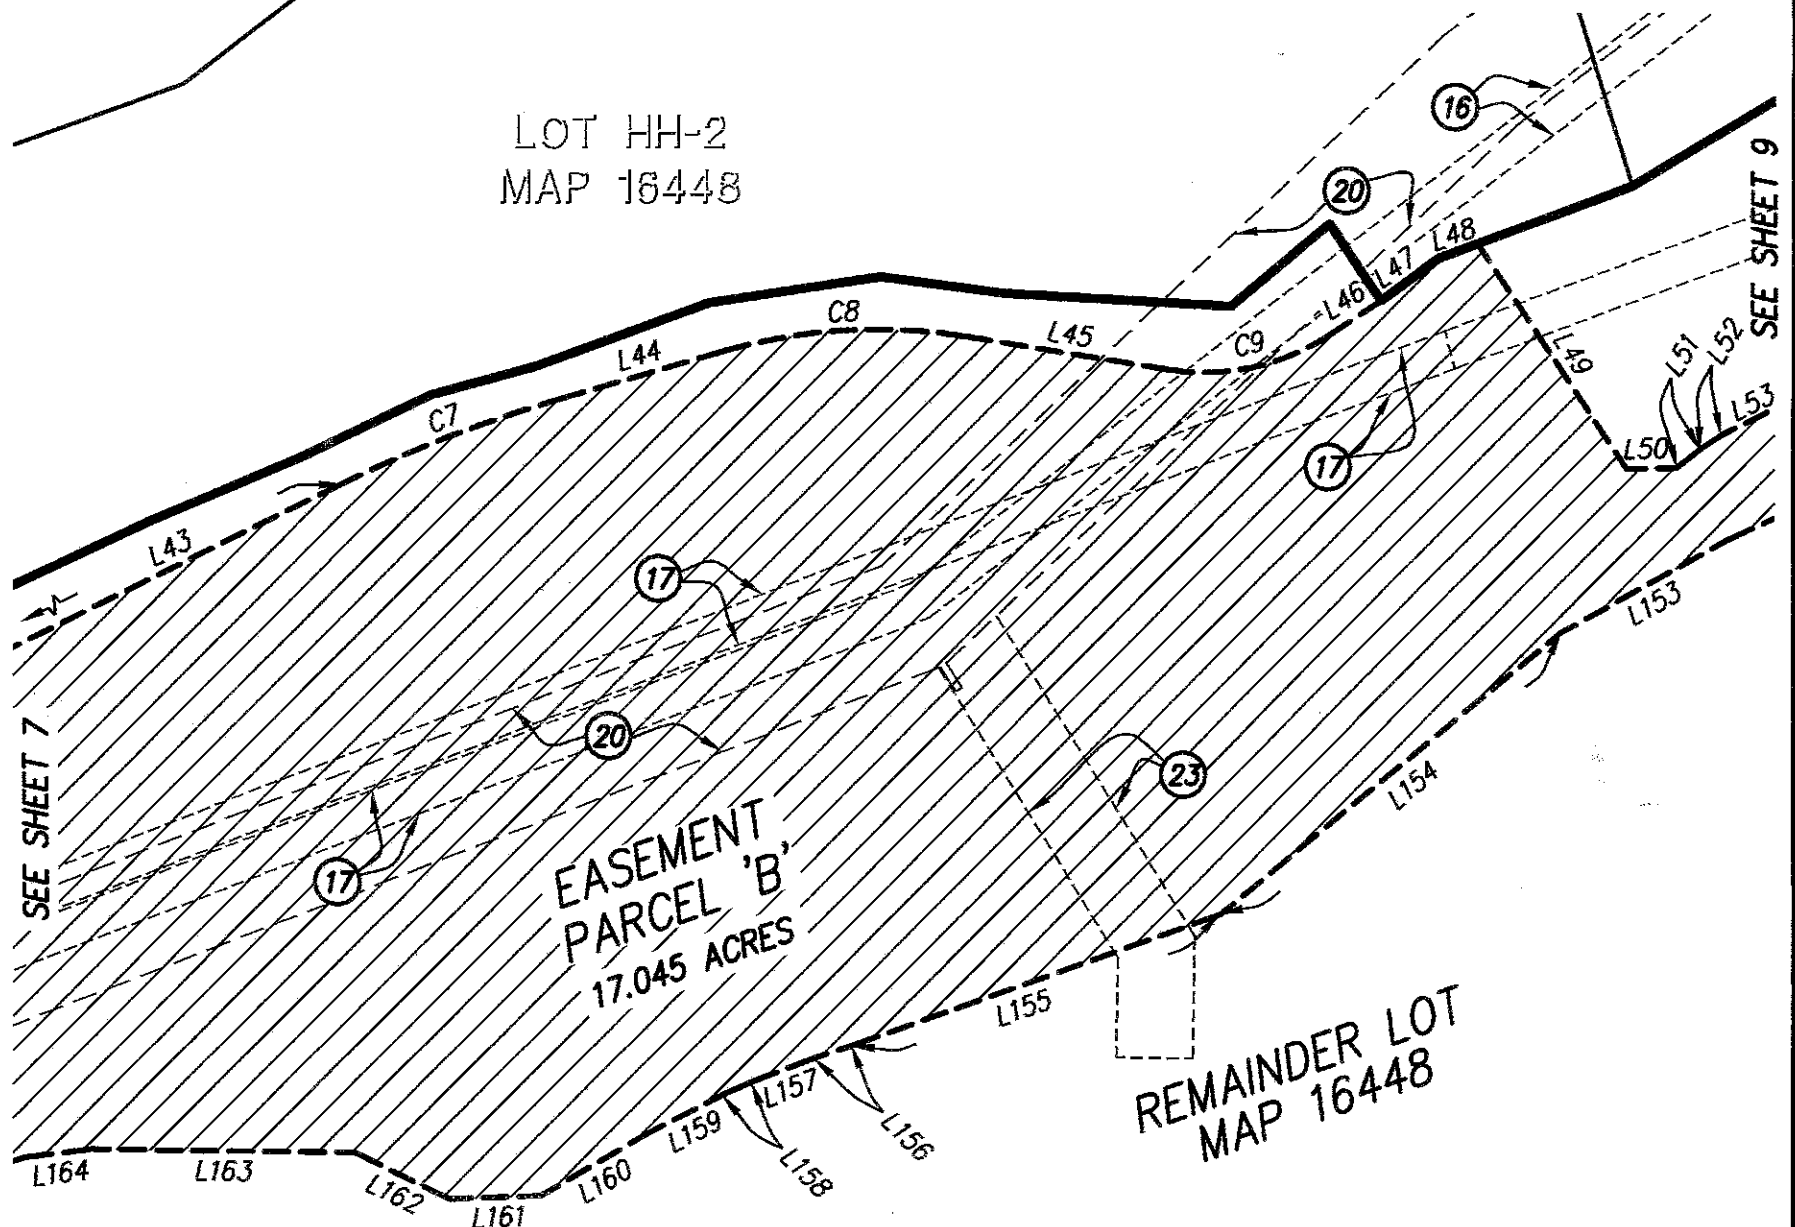 LOT HH-2
MAP 16448
16
20
SEE SHEET 9
L48
L47
L46
C9
L45
C8
L44
C7
L43
L49
L51
L52
L53
L50
17
17
20
17
23
SEE SHEET 7
EASEMENT
PARCEL 'B'
17.045 ACRES
L153
L154
L155
L156
L157
L158
L159
L160
L161
L162
L163
L164
REMAINDER LOT
MAP 16448